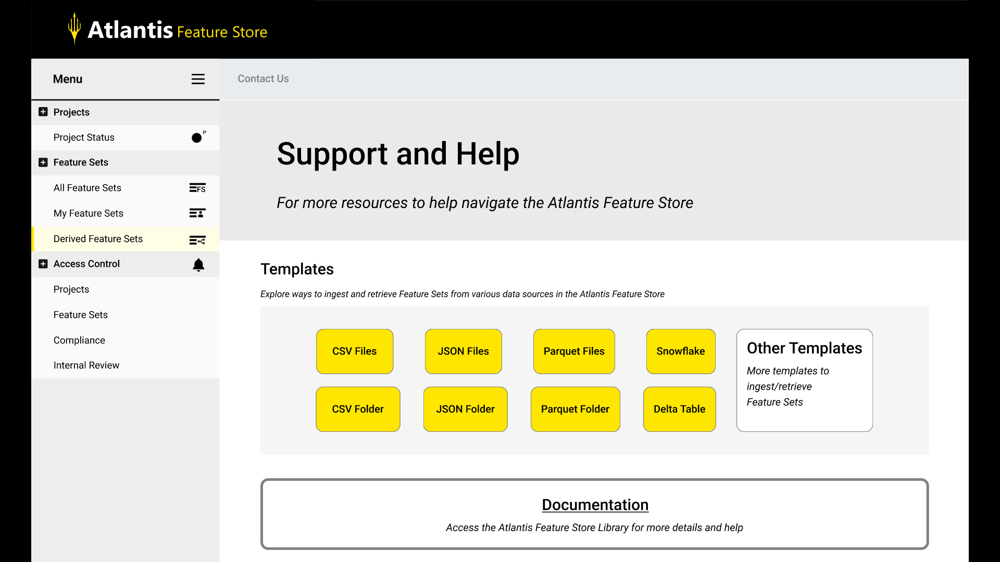 Atlantis Feature Store
Menu
Contact Us
Projects
Project Status
P
Feature Sets
All Feature Sets
FS
My Feature Sets
Derived Feature Sets
Access Control
Projects
Feature Sets
Compliance
Internal Review
Support and Help
For more resources to help navigate the Atlantis Feature Store
Templates
Explore ways to ingest and retrieve Feature Sets from various data sources in the Atlantis Feature Store
CSV Files
JSON Files
Parquet Files
Snowflake
CSV Folder
JSON Folder
Parquet Folder
Delta Table
Other Templates
More templates to
ingest/retrieve
Feature Sets
Documentation
Access the Atlantis Feature Store Library for more details and help